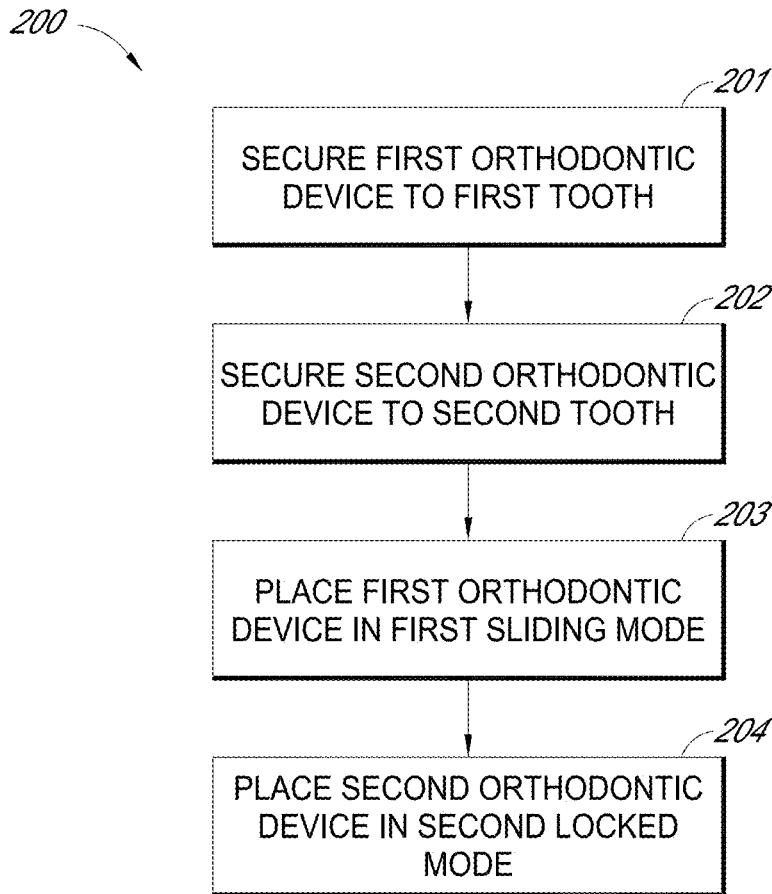 200
201
SECURE FIRST ORTHODONTIC
DEVICE TO FIRST TOOTH
202
SECURE SECOND ORTHODONTIC
DEVICE TO SECOND TOOTH
203
PLACE FIRST ORTHODONTIC
DEVICE IN FIRST SLIDING MODE
204
PLACE SECOND ORTHODONTIC
DEVICE IN SECOND LOCKED
MODE